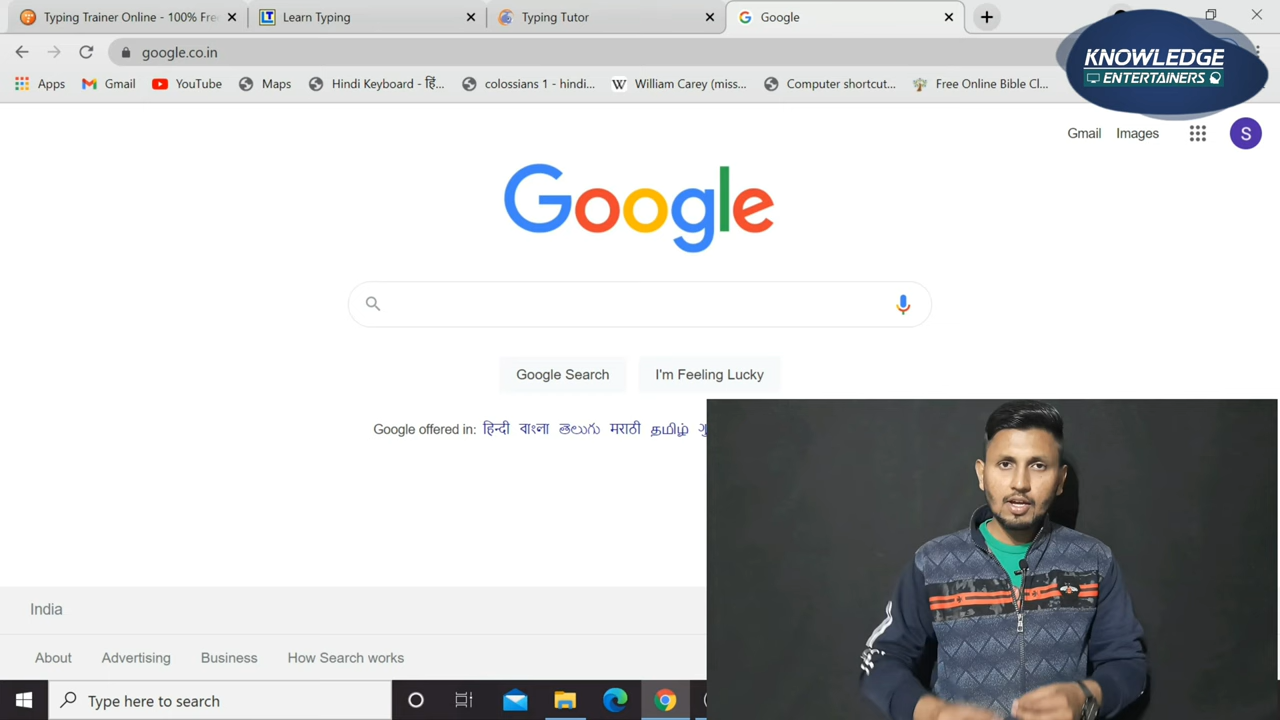 Typing Trainer Online - 100% Fre
Learn Typing
Typing Tutor
Google
KNOWLEDGE
ENTERTAINERS
google.co.in
Apps
Gmail
YouTube
Maps
Hindi Keyboard - हिं...
colossians 1 - hindi...
William Carey (miss...
Computer shortcut...
Free Online Bible Cl...
Gmail
Images
S
Google
Google Search
I'm Feeling Lucky
Google offered in: हिन्दी বাংলা తెలుగు मराठी தமிழ் ગુ
India
About
Advertising
Business
How Search works
Type here to search